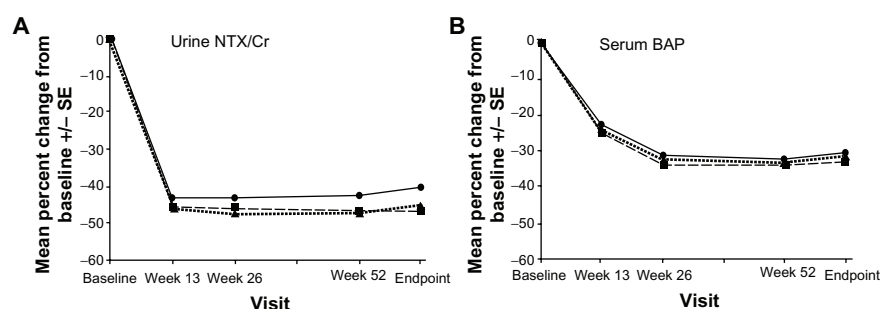 A
Urine NTX/Cr
Mean percent change from
baseline +/− SE
0
−10
−20
−30
−40
−50
−60
Baseline
Week 13
Week 26
Week 52
Endpoint
Visit
B
Serum BAP
Mean percent change from
baseline +/− SE
0
−10
−20
−30
−40
−50
−60
Baseline
Week 13
Week 26
Week 52
Endpoint
Visit